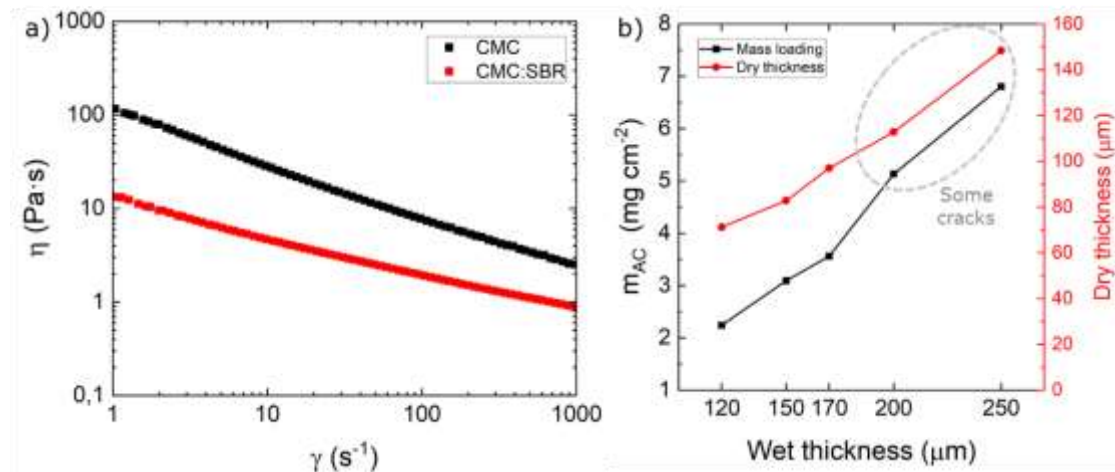 a)
1000
100
10
1
0,1
η (Pa·s)
CMC
CMC:SBR
1 10 100 1000
γ (s⁻¹)
b)
8
7
6
5
4
3
2
1
m_AC (mg cm⁻²)
Mass loading
Dry thickness
Some
cracks
160
140
120
100
80
60
40
20
0
Dry thickness (μm)
120 150 170 200 250
Wet thickness (μm)